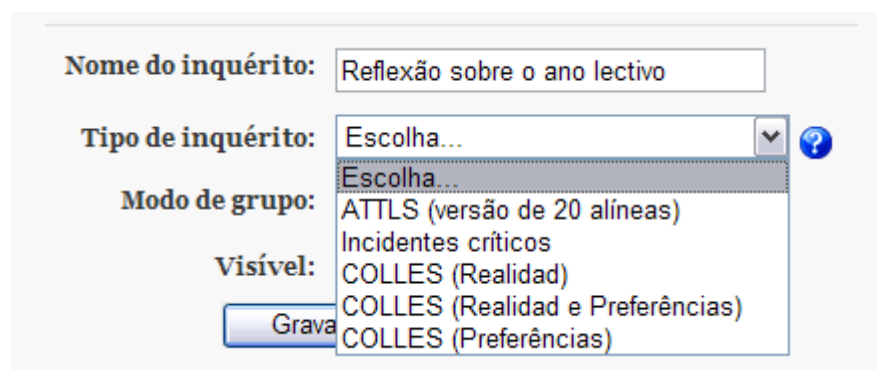 Nome do inquérito: Reflexão sobre o ano lectivo
Tipo de inquérito: Escolha... ?
Escolha...
Modo de grupo: ATTLS (versão de 20 alíneas)
Incidentes críticos
Visível: COLLES (Realidad)
COLLES (Realidad e Preferências)
Grava COLLES (Preferências)